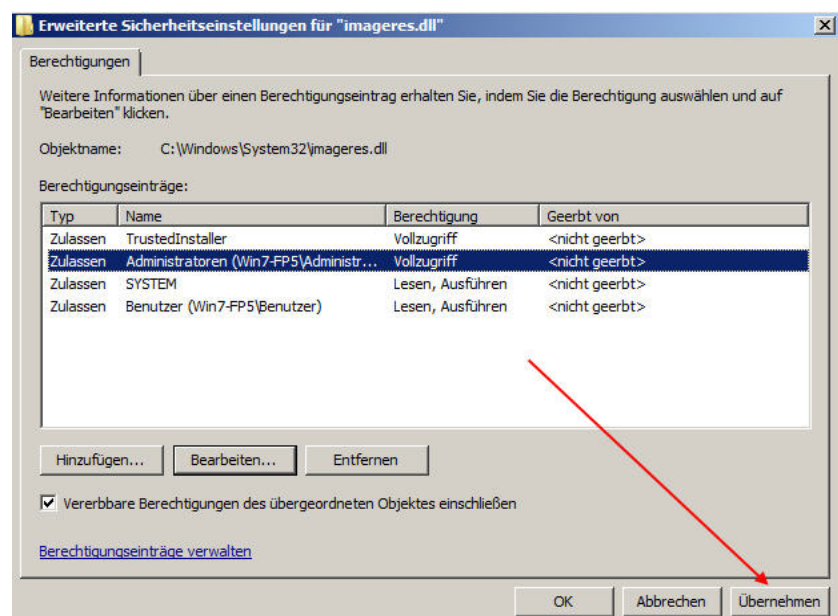 Erweiterte Sicherheitseinstellungen für "imageres.dll"
Berechtigungen
Weitere Informationen über einen Berechtigungseintrag erhalten Sie, indem Sie die Berechtigung auswählen und auf
"Bearbeiten" klicken.
Objektname: C:\Windows\System32\imageres.dll
Berechtigungseinträge:
Typ Name Berechtigung Geerbt von
Zulassen TrustedInstaller Vollzugriff <nicht geerbt>
Zulassen Administratoren (Win7-FP5\Administr... Vollzugriff <nicht geerbt>
Zulassen SYSTEM Lesen, Ausführen <nicht geerbt>
Zulassen Benutzer (Win7-FP5\Benutzer) Lesen, Ausführen <nicht geerbt>
Hinzufügen... Bearbeiten... Entfernen
Vererbbare Berechtigungen des übergeordneten Objektes einschließen
Berechtigungseinträge verwalten
OK Abbrechen Übernehmen